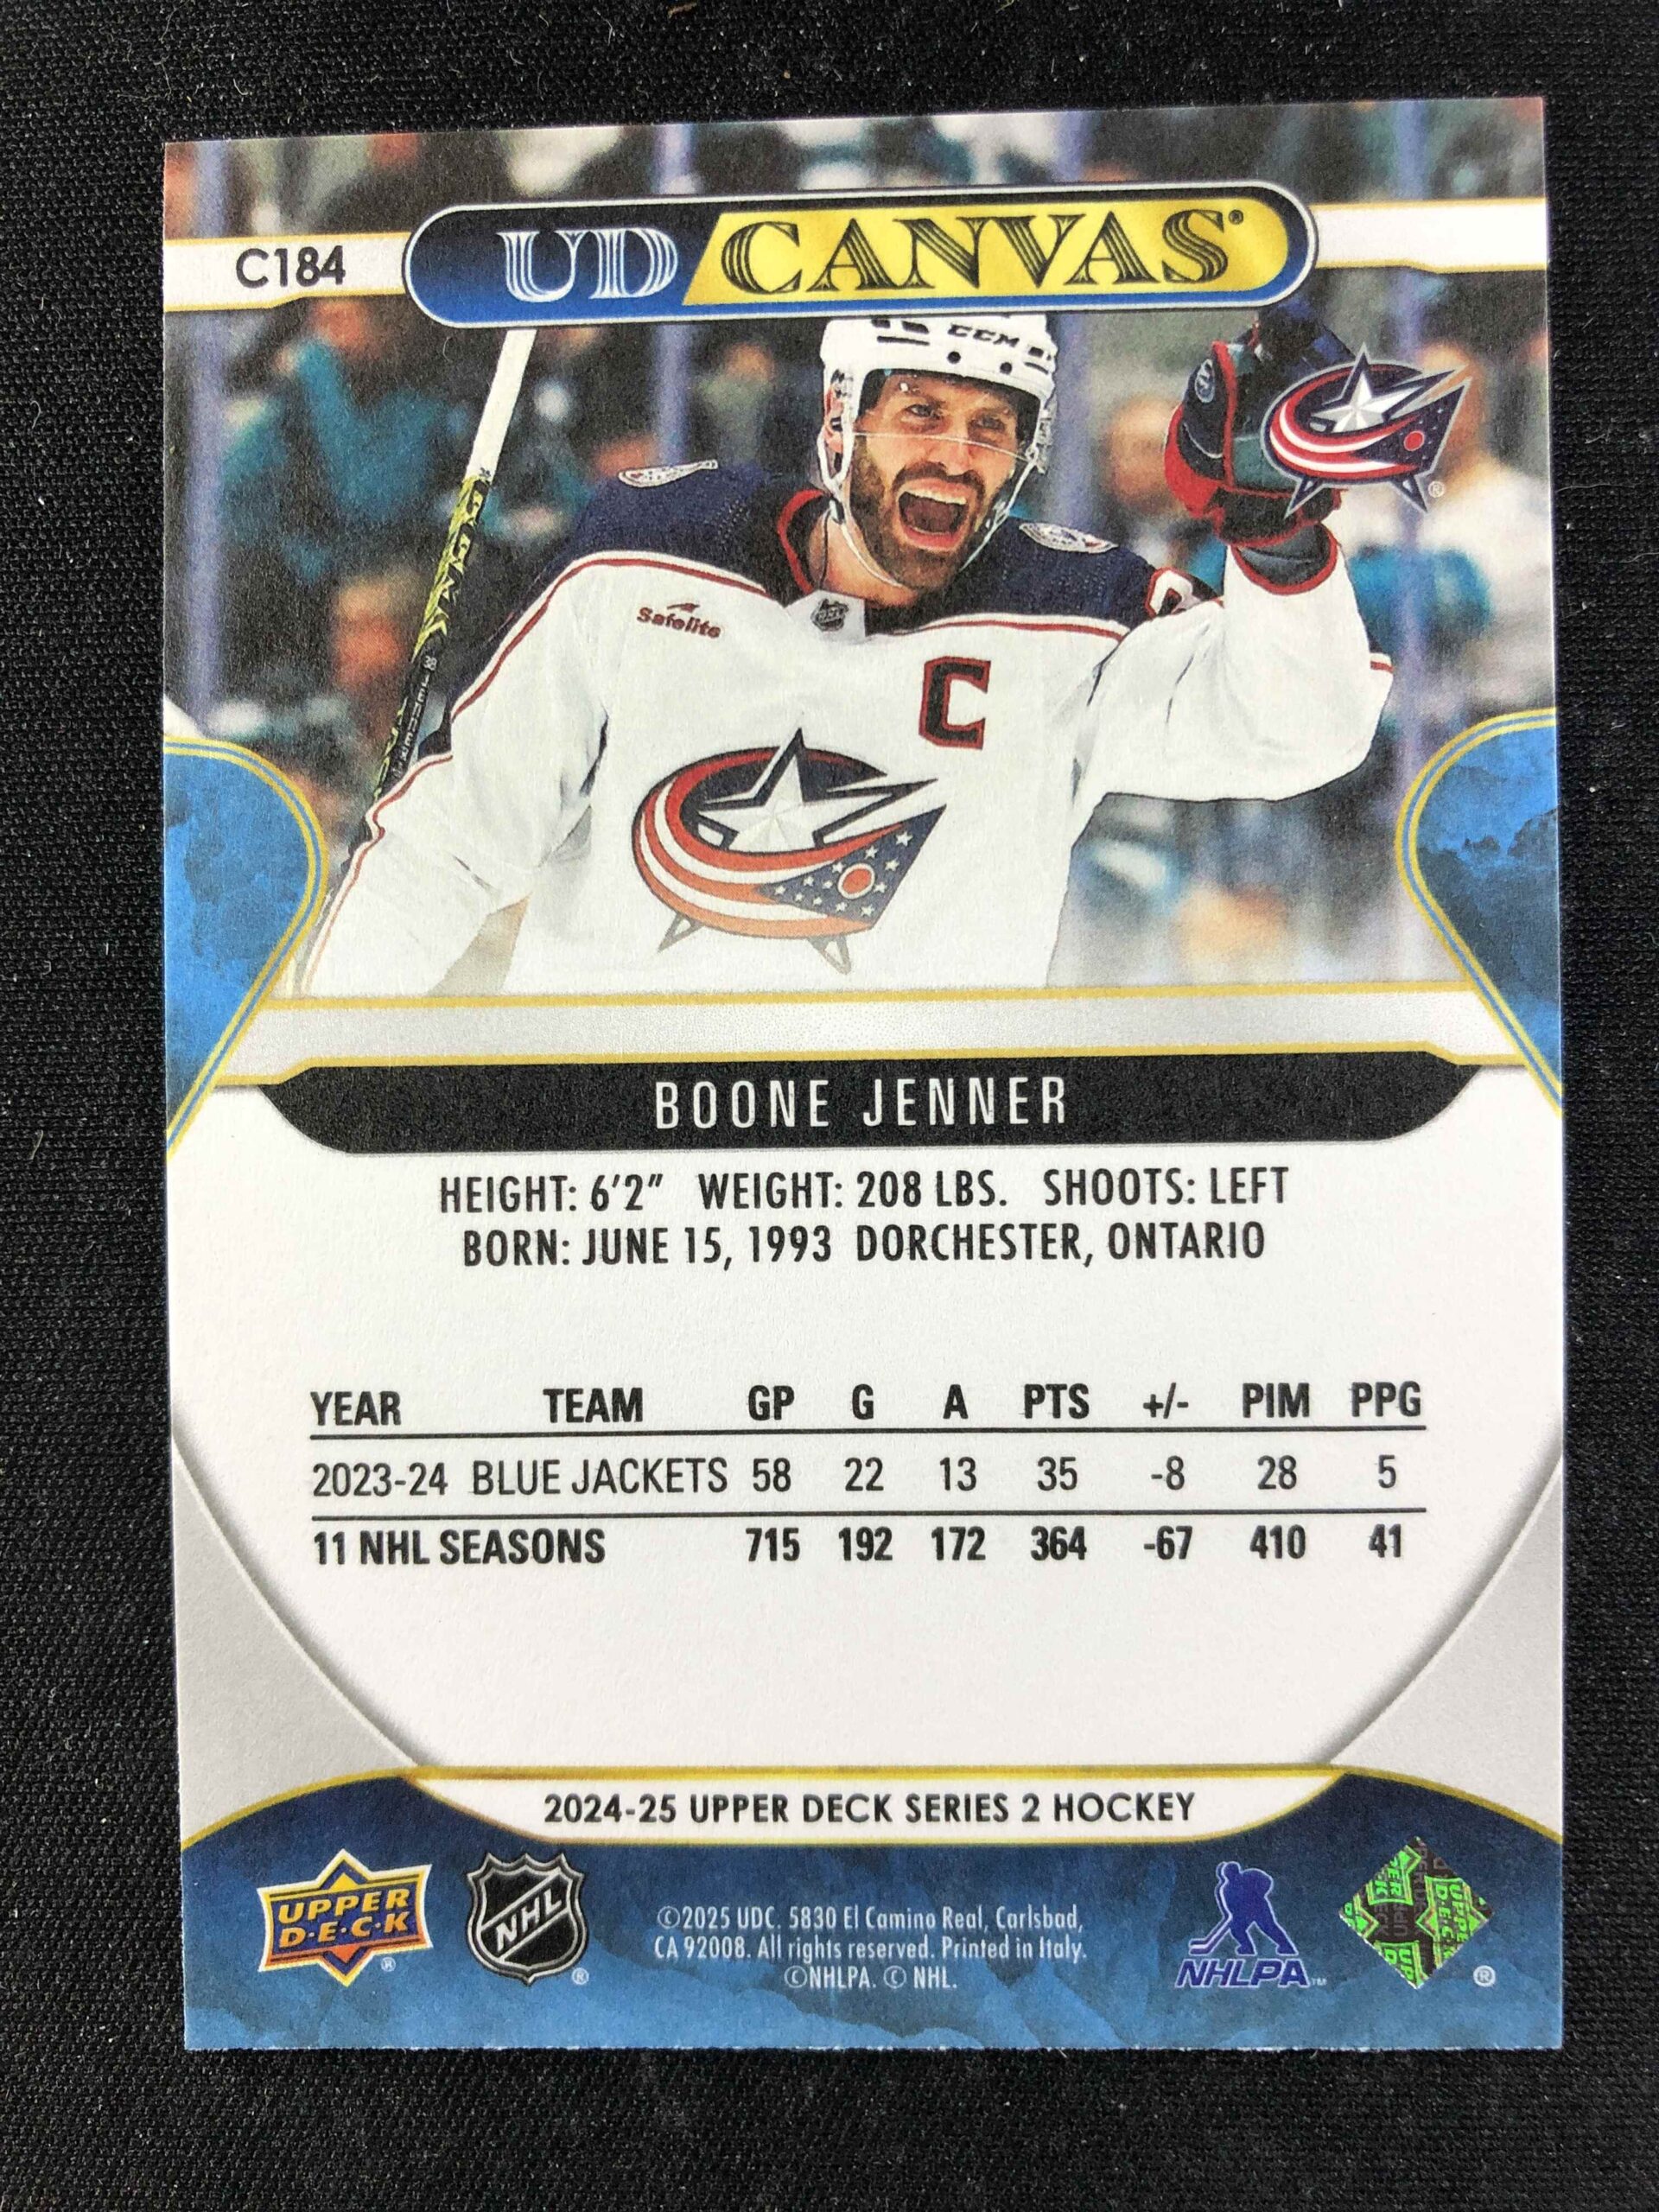 C184 UD CANVAS®
CCM
Safelite
C
®
BOONE JENNER
HEIGHT: 6'2" WEIGHT: 208 LBS. SHOOTS: LEFT
BORN: JUNE 15, 1993 DORCHESTER, ONTARIO
YEAR TEAM GP G A PTS +/- PIM PPG
2023-24 BLUE JACKETS 58 22 13 35 -8 28 5
11 NHL SEASONS 715 192 172 364 -67 410 41
2024-25 UPPER DECK SERIES 2 HOCKEY
UPPER
D·E·C·K
®
NHL
®
©2025 UDC. 5830 El Camino Real, Carlsbad,
CA 92008. All rights reserved. Printed in Italy.
©NHLPA. © NHL.
NHLPA™
®